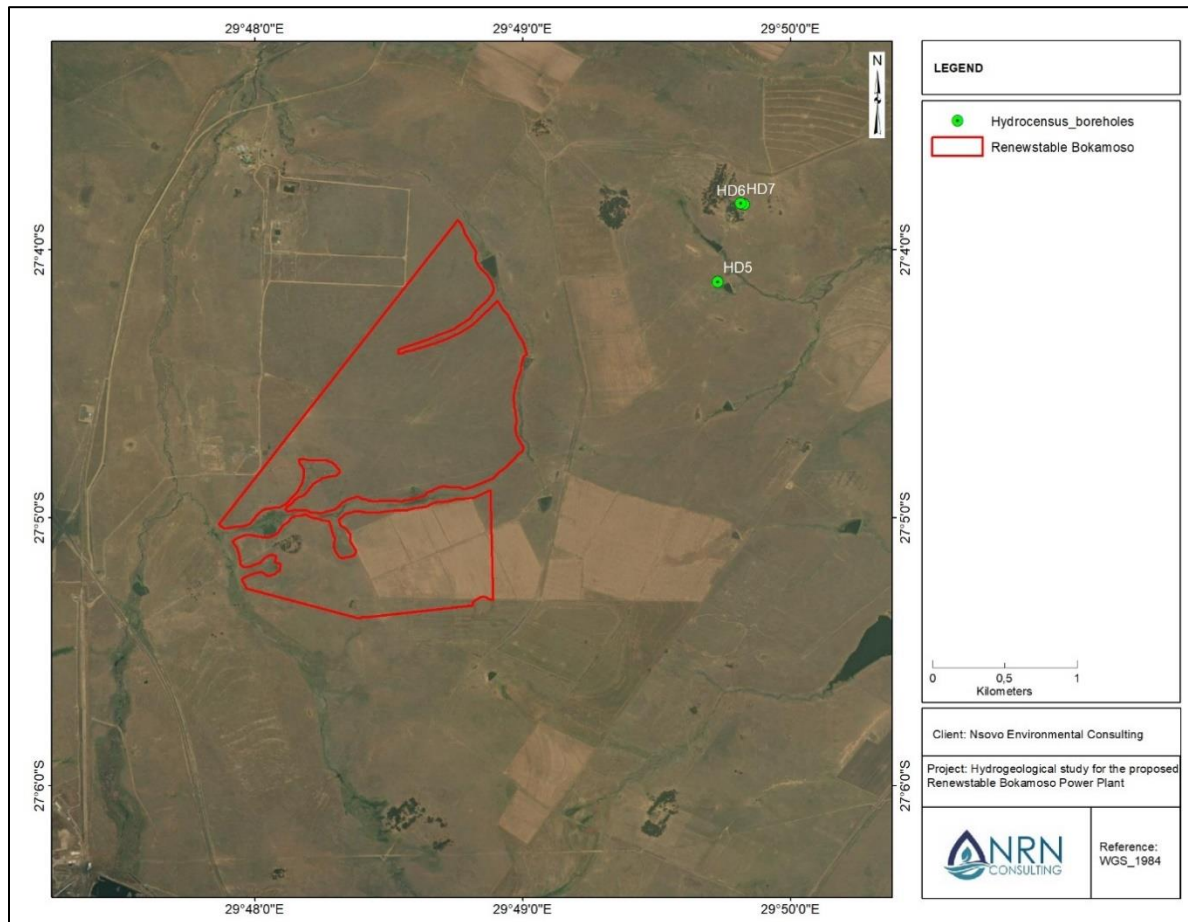 29°48'0"E
29°49'0"E
29°50'0"E
N
27°4'0"S
27°5'0"S
27°6'0"S
27°4'0"S
27°5'0"S
27°6'0"S
HD6
HD7
HD5
LEGEND
Hydrocensus_boreholes
Renewstable Bokamoso
0 0,5 1
Kilometers
Client: Nsovo Environmental Consulting
Project: Hydrogeological study for the proposed
Renewstable Bokamoso Power Plant
NRN
CONSULTING
Reference:
WGS_1984
29°48'0"E
29°49'0"E
29°50'0"E